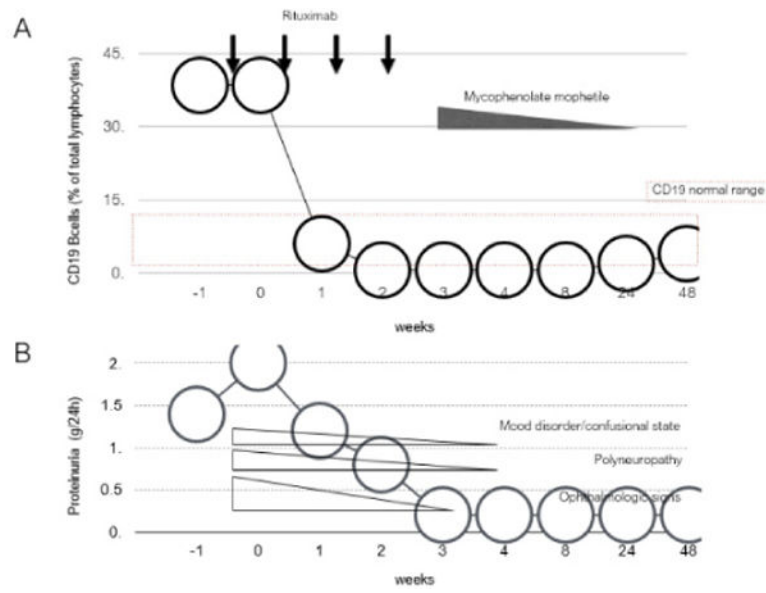 A
Rituximab
CD19 Bcells (% of total lymphocytes)
45.
30.
15.
0.
Mycophenolate mophetile
CD19 normal range
-1 0 1 2 3 4 8 24 48
weeks
B
Proteinuria (g/24h)
2.
1.5
1.
0.5
0.
Mood disorder/confusional state
Polyneuropathy
Ophthalmologic signs
-1 0 1 2 3 4 8 24 48
weeks